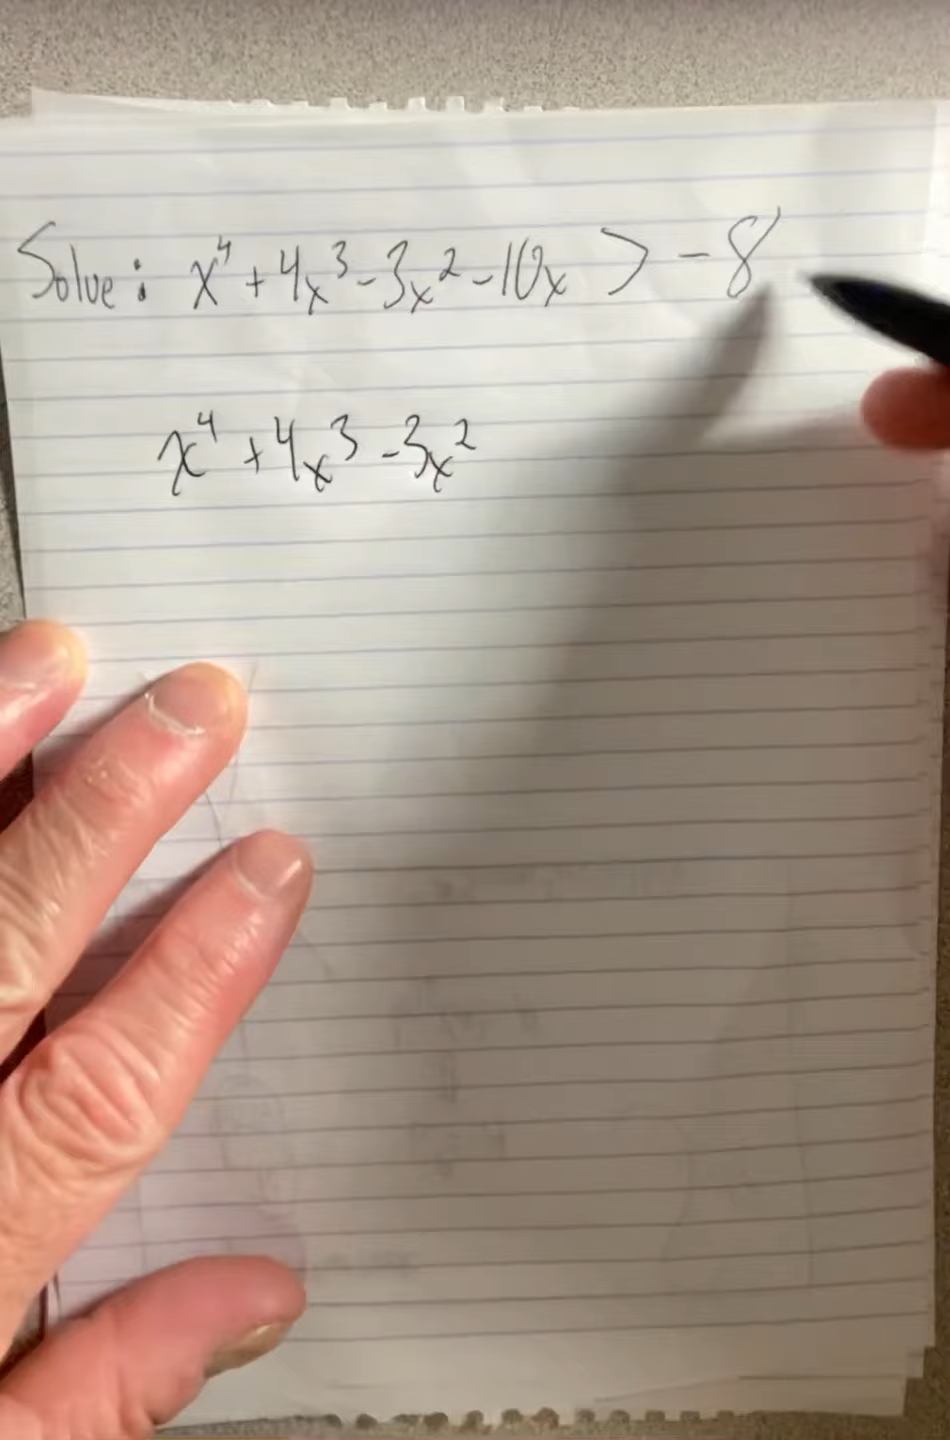 Solve: x⁴ + 4x³ - 3x² - 10x > -8
x⁴ + 4x³ - 3x²